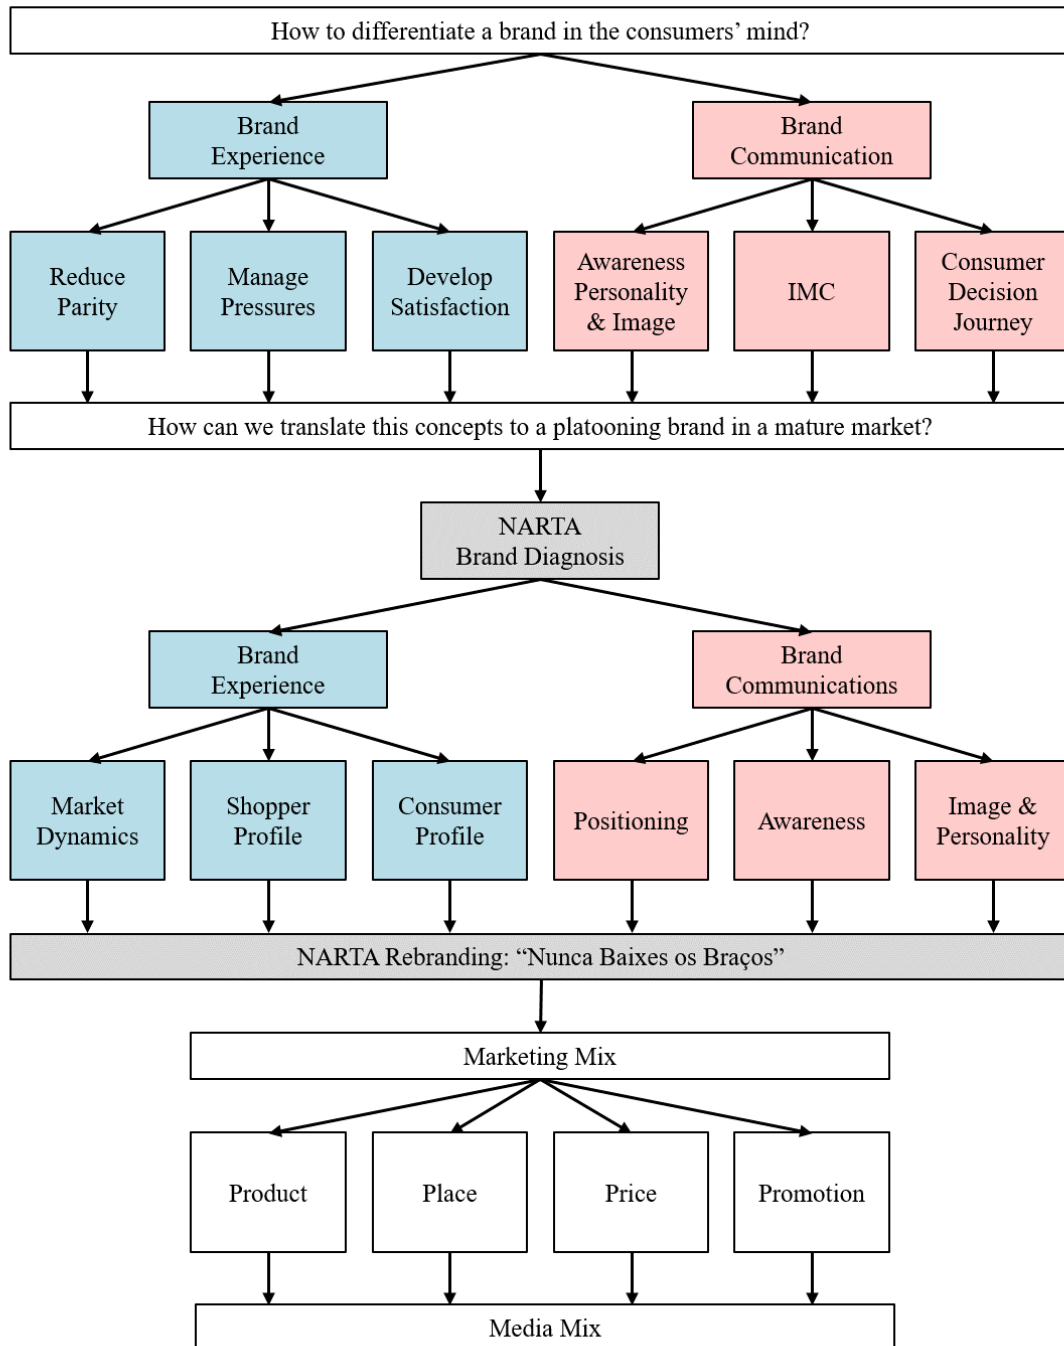 How to differentiate a brand in the consumers’ mind?
Brand
Experience
Brand
Communication
Reduce
Parity
Manage
Pressures
Develop
Satisfaction
Awareness
Personality
& Image
IMC
Consumer
Decision
Journey
How can we translate this concepts to a platooning brand in a mature market?
NARTA
Brand Diagnosis
Brand
Experience
Brand
Communications
Market
Dynamics
Shopper
Profile
Consumer
Profile
Positioning
Awareness
Image &
Personality
NARTA Rebranding: “Nunca Baixes os Braços”
Marketing Mix
Product
Place
Price
Promotion
Media Mix